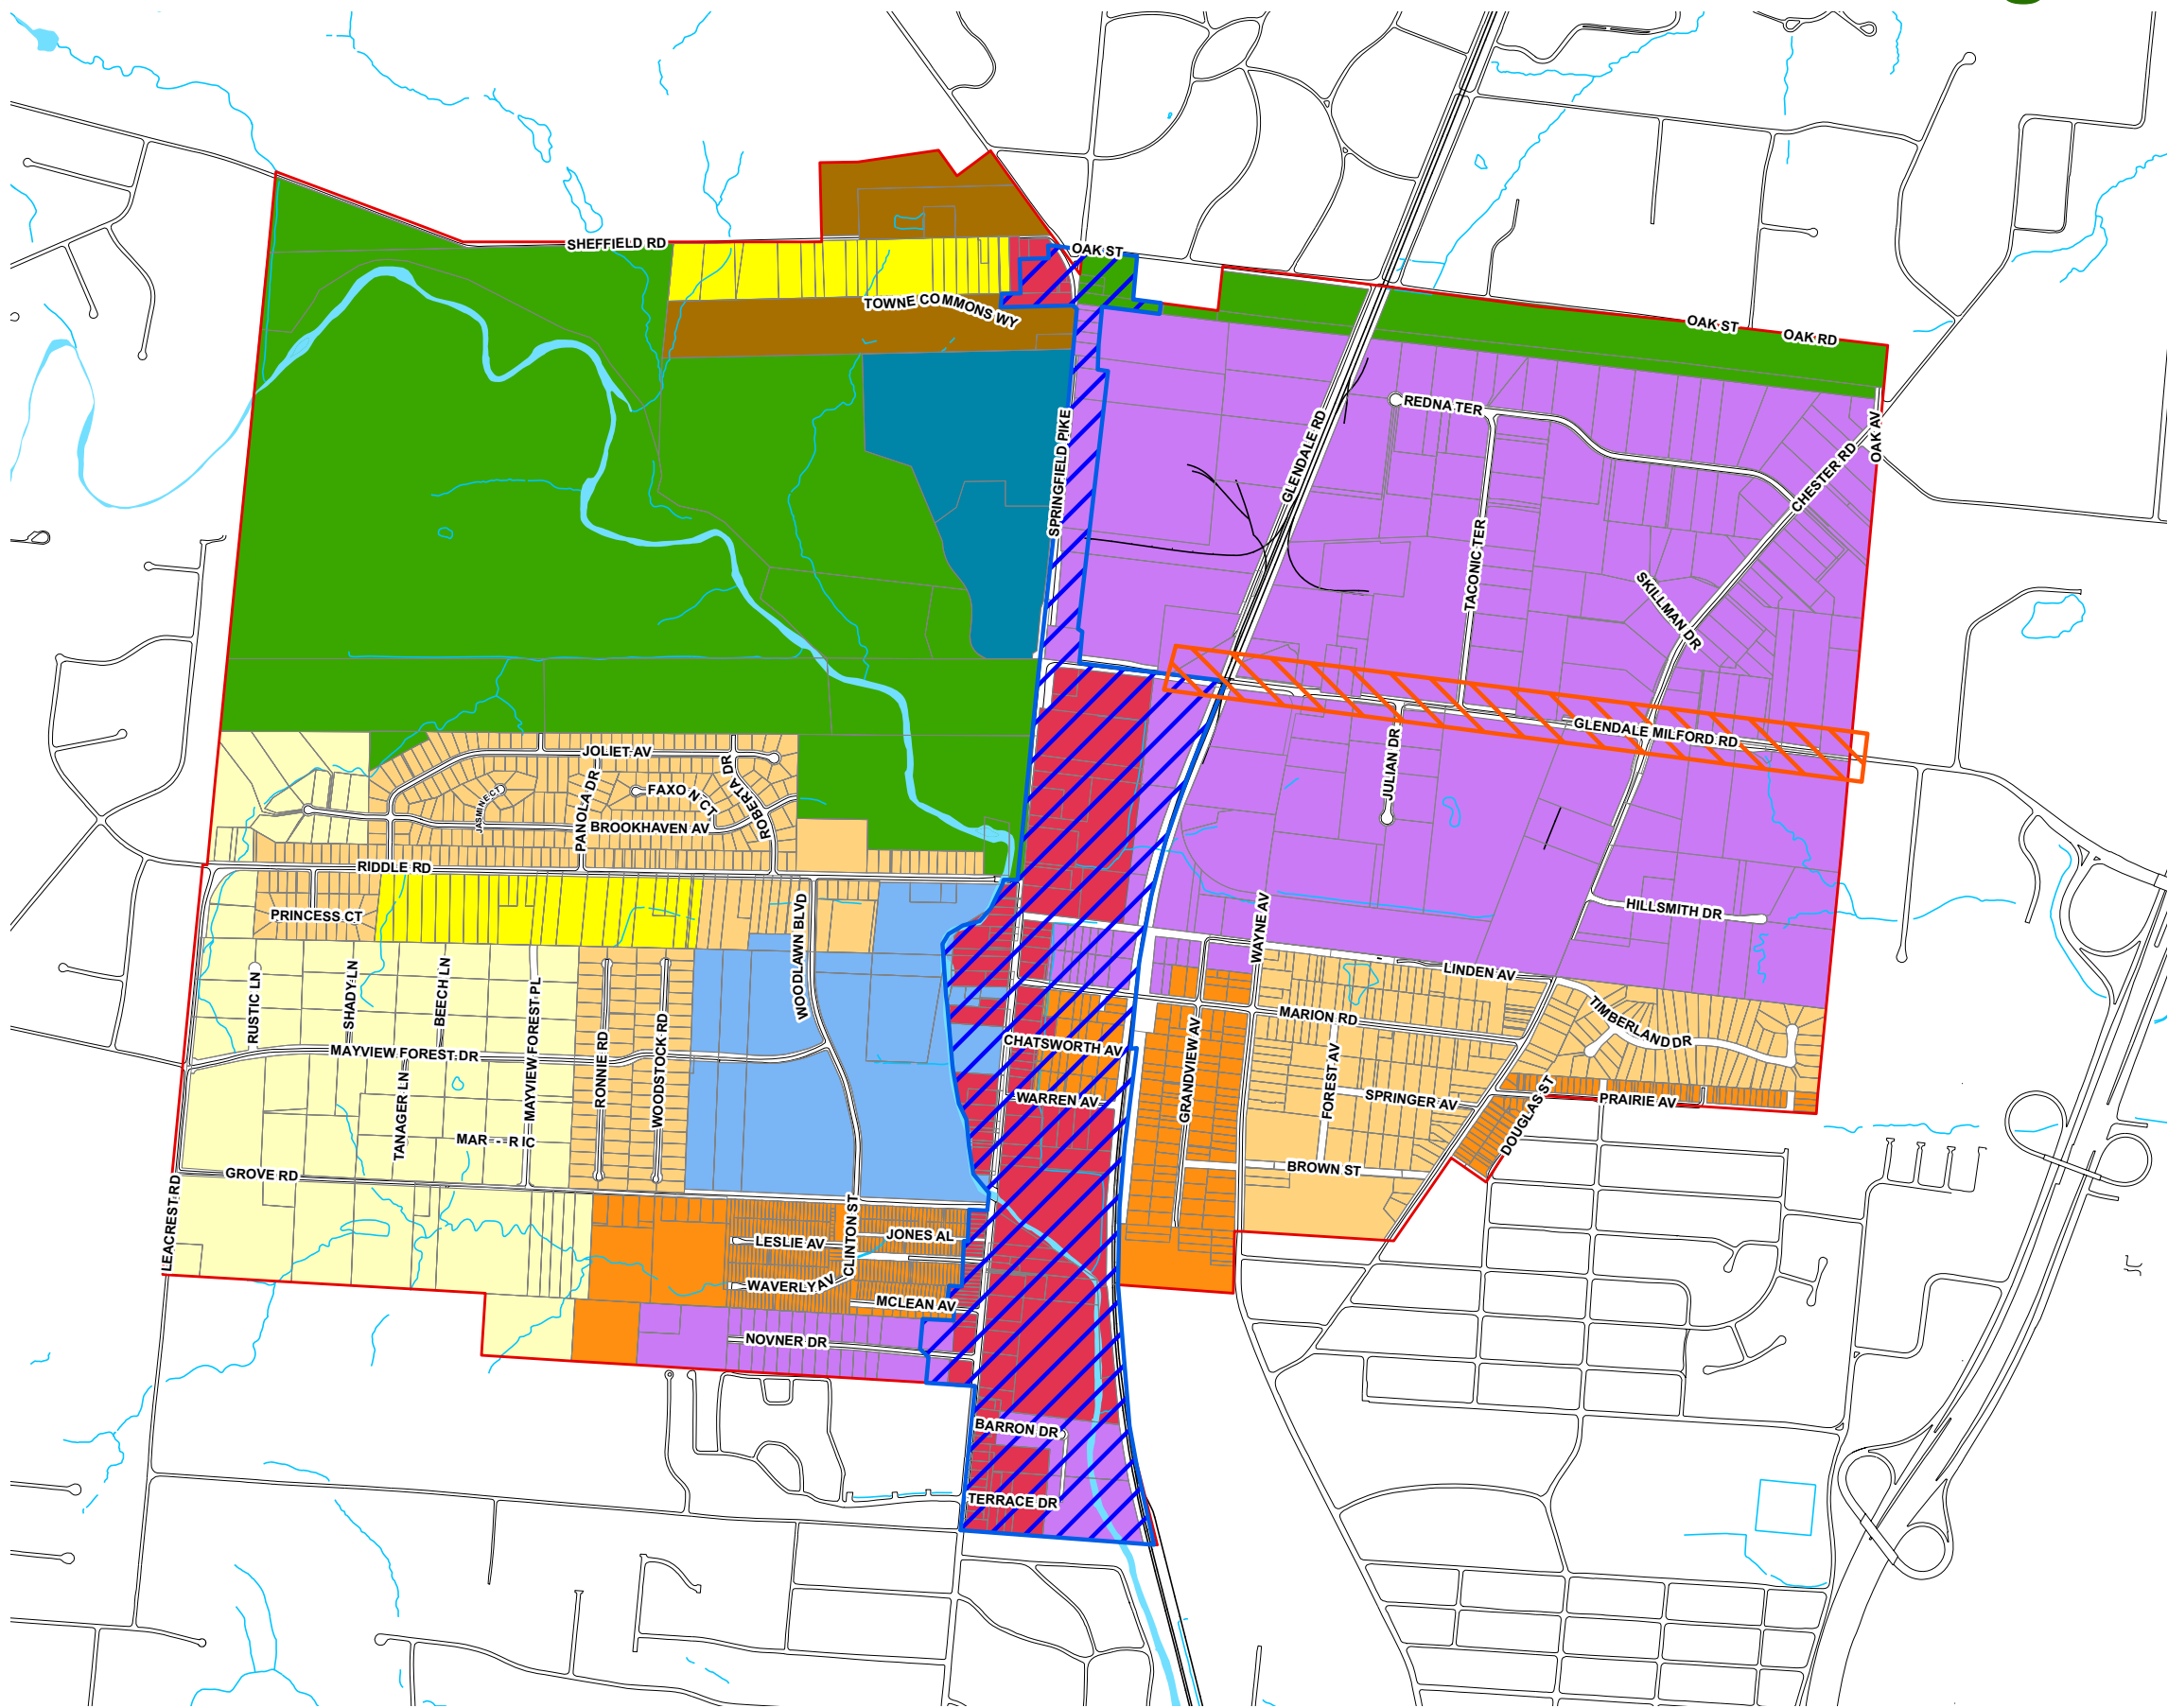 SHEFFIELD RD
OAK ST
TOWNE COMMONS WY
OAK ST
OAK RD
REDNA TER
OAK AV
SPRINGFIELD PIKE
GLENDALE RD
CHESTER RD
TACONIC TER
SKILLMAN DR
GLENDALE MILFORD RD
JULIAN DR
JOLIET AV
ROBERTA DR
PANOLA DR
FAXON CT
JASMINE CT
BROOKHAVEN AV
RIDDLE RD
PRINCESS CT
WOODLAWN BLVD
WAYNE AV
HILLSMITH DR
LINDEN AV
RUSTIC LN
SHADY LN
BEECH LN
MAYVIEW FOREST PL
MARION RD
TIMBERLAND DR
RONNIE RD
WOODSTOCK RD
MAYVIEW FOREST DR
CHATSWORTH AV
GRANDVIEW AV
FOREST AV
WARREN AV
SPRINGER AV
PRAIRIE AV
DOUGLAS ST
TANAGER LN
MAR - R IC
BROWN ST
GROVE RD
LEACREST RD
CLINTON ST
JONES AL
LESLIE AV
WAVERLY AV
MCLEAN AV
NOVNER DR
BARRON DR
TERRACE DR